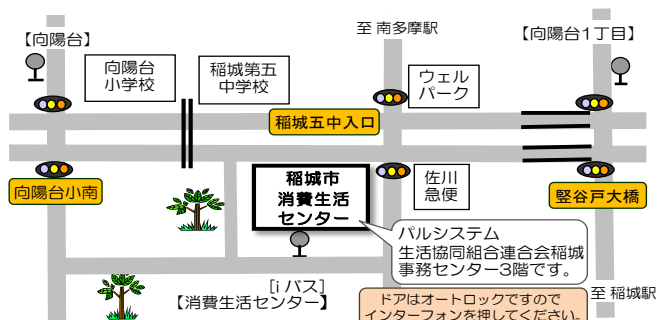 【向陽台】
至 南多摩駅
【向陽台1丁目】
向陽台
小学校
稲城第五
中学校
ウェル
パーク
稲城五中入口
向陽台小南
稲城市
消費生活
センター
佐川
急便
竪谷戸大橋
パルシステム
生活協同組合連合会稲城
事務センター3階です。
[i バス]
【消費生活センター】
至 稲城駅
ドアはオートロックですので
インターフォンを押してください。